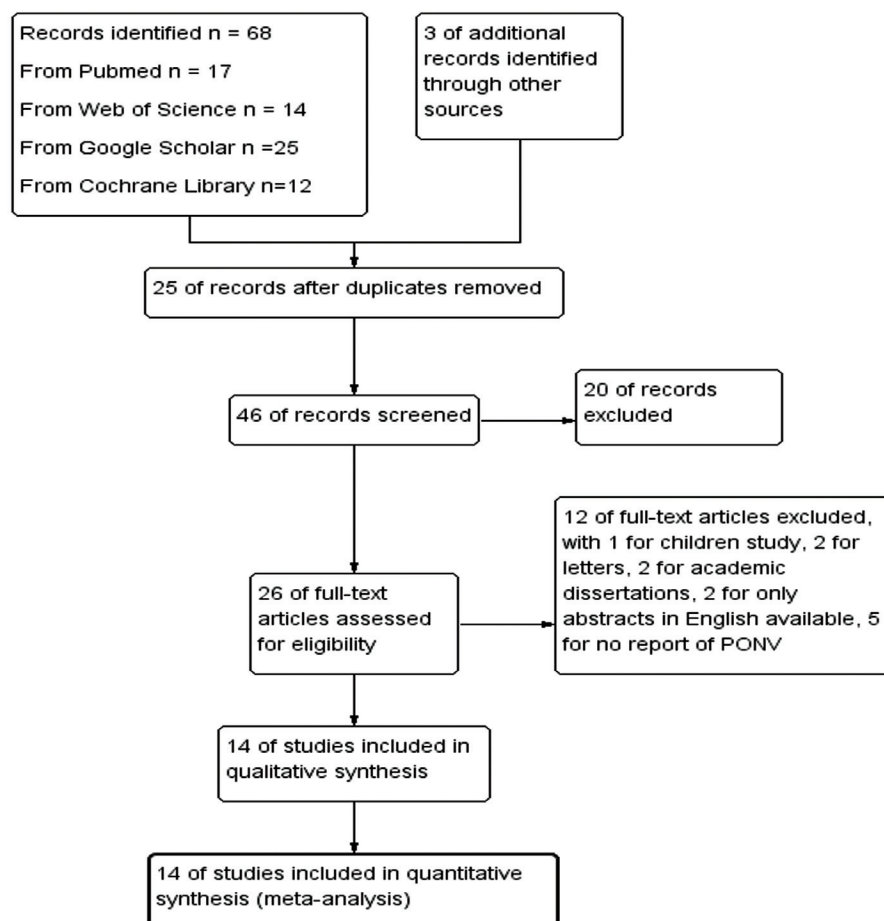 Records identified n = 68
From Pubmed n = 17
From Web of Science n = 14
From Google Scholar n =25
From Cochrane Library n=12
3 of additional
records identified
through other
sources
25 of records after duplicates removed
46 of records screened
20 of records
excluded
26 of full-text
articles assessed
for eligibility
12 of full-text articles excluded,
with 1 for children study, 2 for
letters, 2 for academic
dissertations, 2 for only
abstracts in English available, 5
for no report of PONV
14 of studies included in
qualitative synthesis
14 of studies included in quantitative
synthesis (meta-analysis)